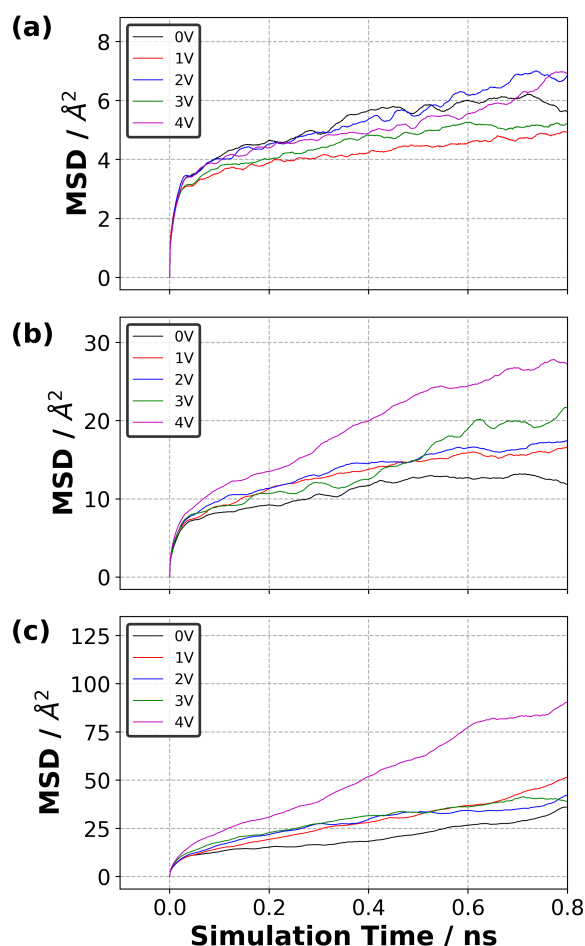 (a)
MSD / Å²
8
6
4
2
0
0V
1V
2V
3V
4V
(b)
MSD / Å²
30
20
10
0
0V
1V
2V
3V
4V
(c)
MSD / Å²
125
100
75
50
25
0
0V
1V
2V
3V
4V
0.0 0.2 0.4 0.6 0.8
Simulation Time / ns